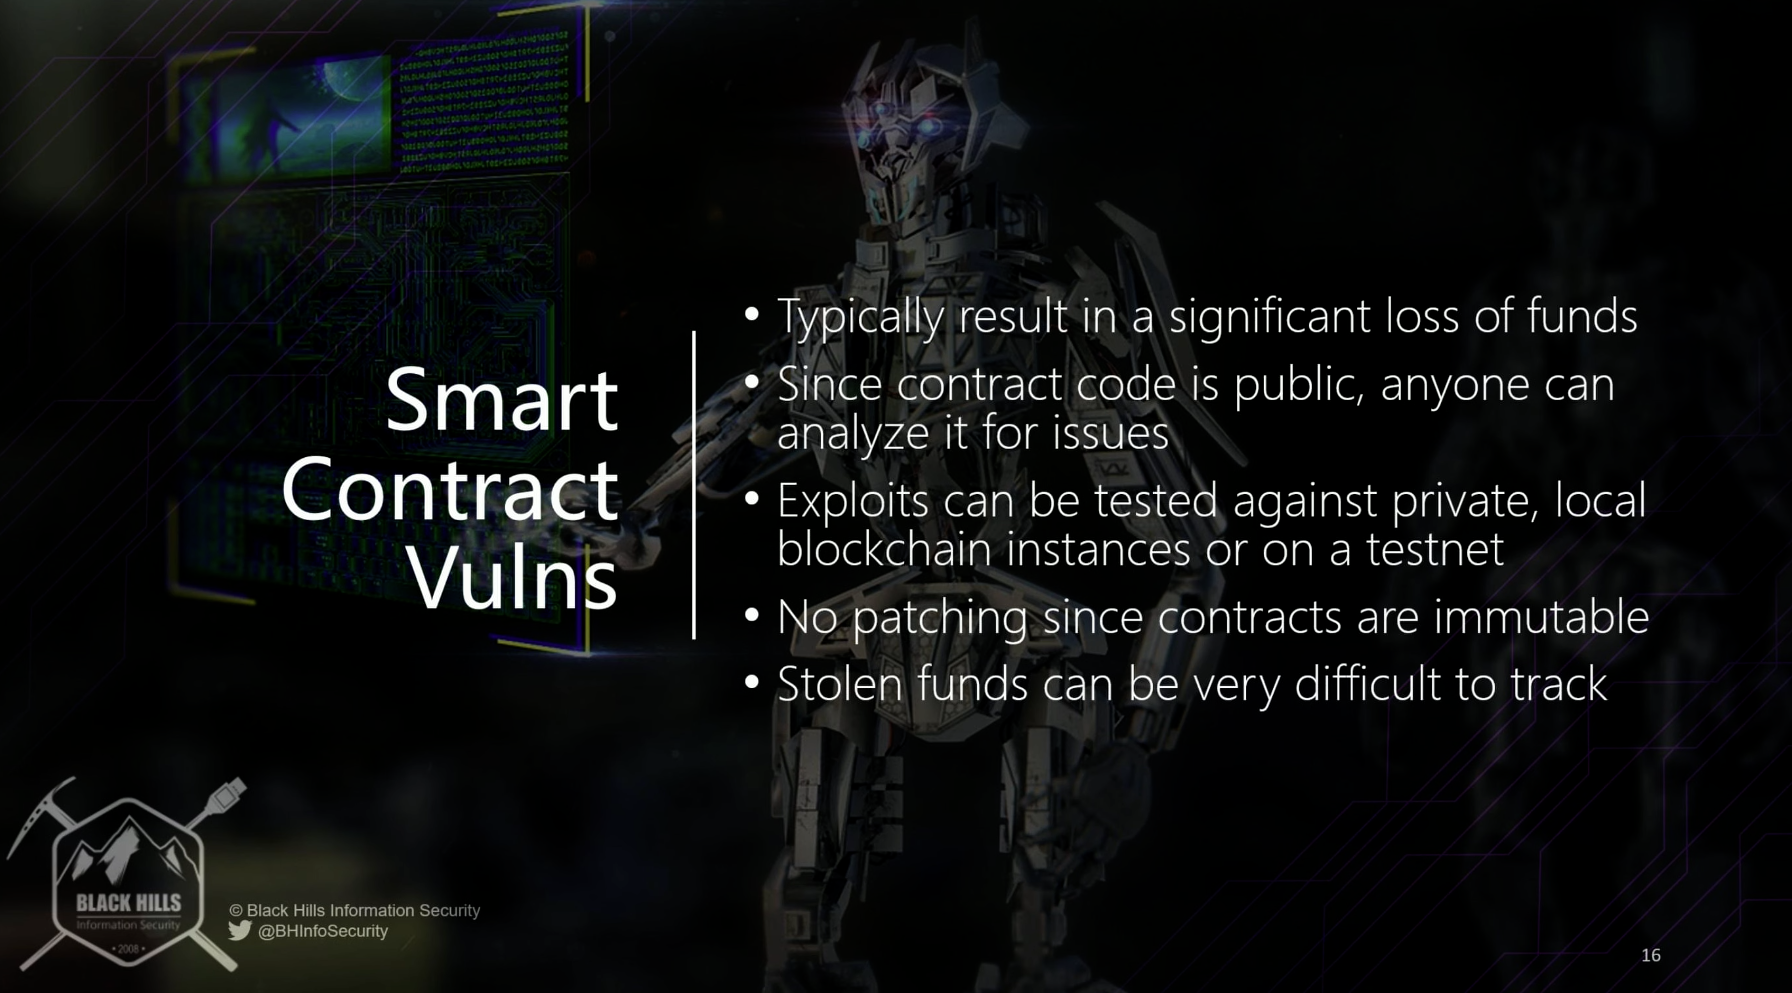 Smart
Contract
Vulns
• Typically result in a significant loss of funds
• Since contract code is public, anyone can
analyze it for issues
• Exploits can be tested against private, local
blockchain instances or on a testnet
• No patching since contracts are immutable
• Stolen funds can be very difficult to track
BLACK HILLS
Information Security
• 2008 •
© Black Hills Information Security
@BHInfoSecurity
16